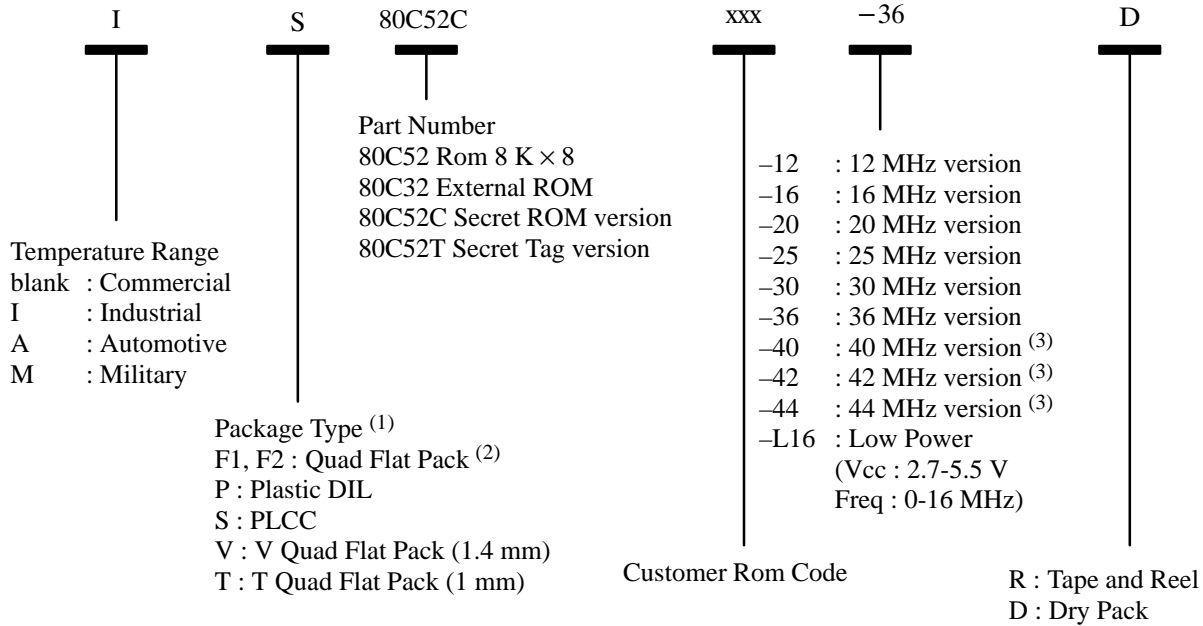 I S 80C52C xxx −36 D
Part Number
80C52 Rom 8 K × 8
80C32 External ROM
80C52C Secret ROM version
80C52T Secret Tag version
–12 : 12 MHz version
–16 : 16 MHz version
–20 : 20 MHz version
–25 : 25 MHz version
–30 : 30 MHz version
–36 : 36 MHz version
–40 : 40 MHz version (3)
–42 : 42 MHz version (3)
–44 : 44 MHz version (3)
–L16 : Low Power
(Vcc : 2.7-5.5 V
Freq : 0-16 MHz)
Temperature Range
blank : Commercial
I : Industrial
A : Automotive
M : Military
Package Type (1)
F1, F2 : Quad Flat Pack (2)
P : Plastic DIL
S : PLCC
V : V Quad Flat Pack (1.4 mm)
T : T Quad Flat Pack (1 mm)
Customer Rom Code
R : Tape and Reel
D : Dry Pack